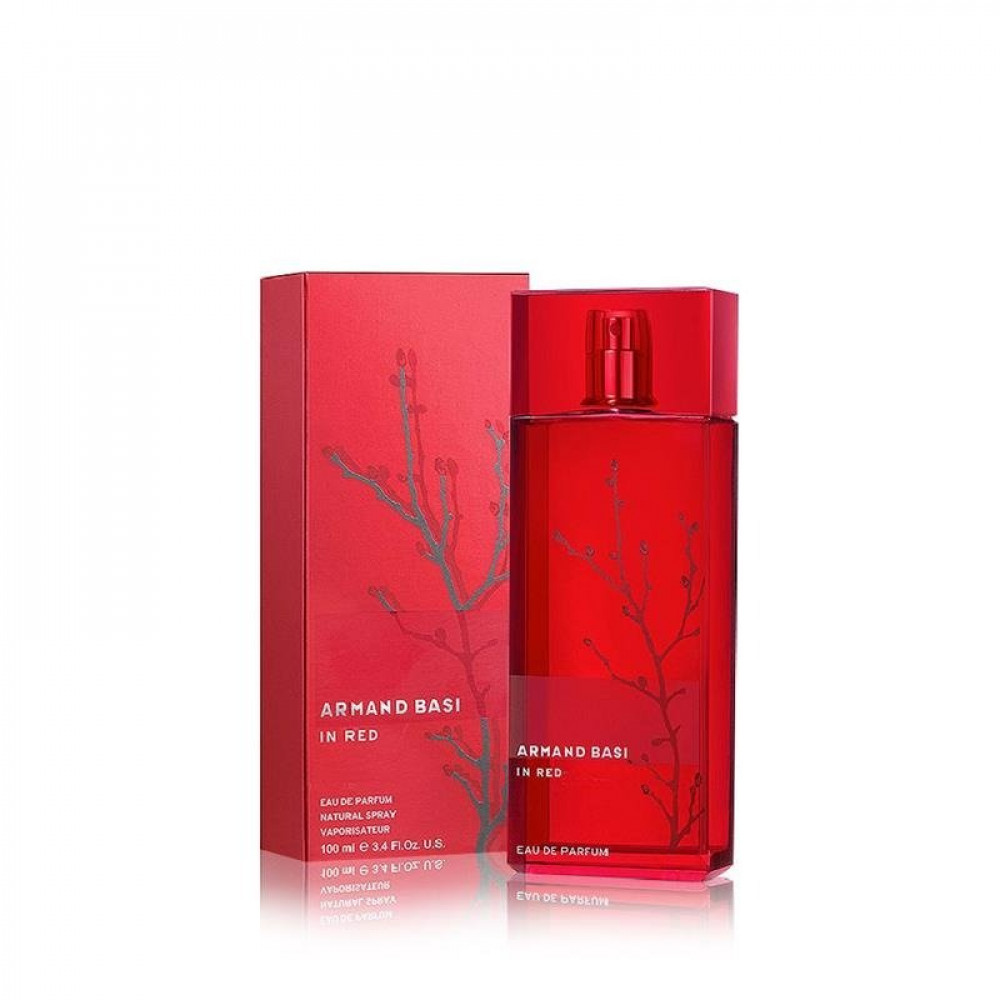 ARMAND BASI
IN RED
EAU DE PARFUM
NATURAL SPRAY
VAPORISATEUR
100 ml e 3.4 Fl.Oz. U.S.
ARMAND BASI
IN RED
EAU DE PARFUM